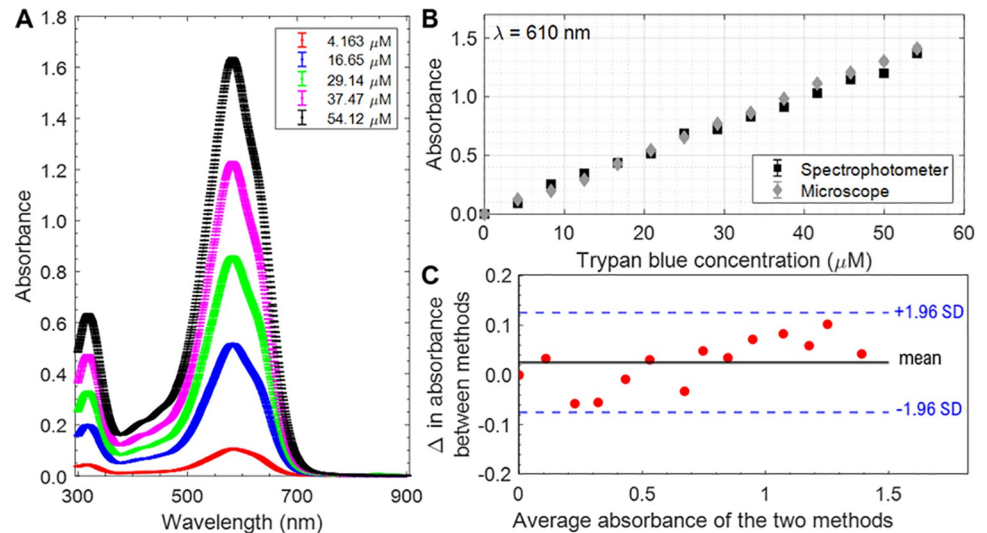 A
1.8
1.6
1.4
1.2
1.0
0.8
0.6
0.4
0.2
0.0
300 500 700 900
Absorbance
Wavelength (nm)
4.163 μM
16.65 μM
29.14 μM
37.47 μM
54.12 μM
B
λ = 610 nm
1.5
1.0
0.5
0.0
0 10 20 30 40 50 60
Absorbance
Trypan blue concentration (μM)
Spectrophotometer
Microscope
C
0.2
0.1
0.0
-0.1
-0.2
0 0.5 1 1.5
Δ in absorbance
between methods
+1.96 SD
mean
-1.96 SD
Average absorbance of the two methods